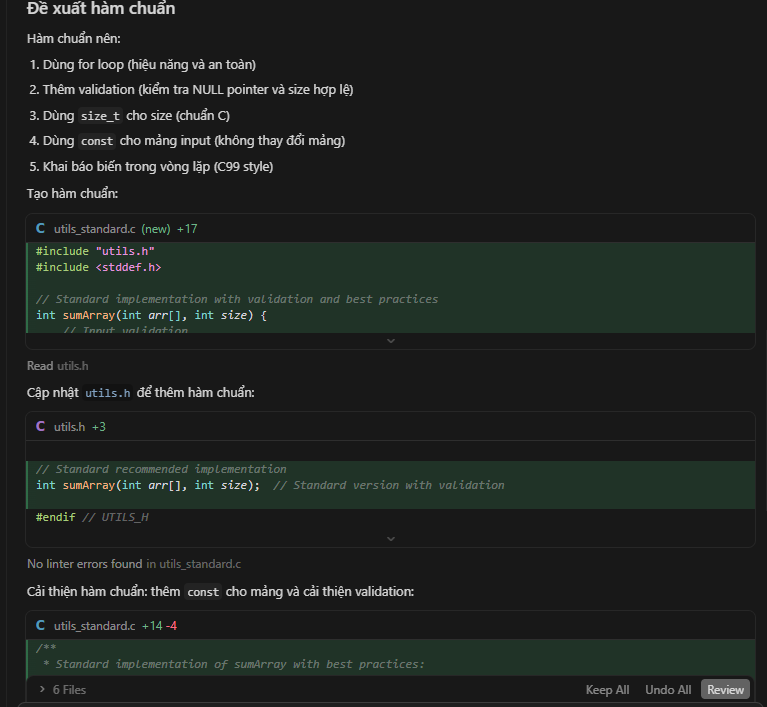 Đề xuất hàm chuẩn
Hàm chuẩn nên:
1. Dùng for loop (hiệu năng và an toàn)
2. Thêm validation (kiểm tra NULL pointer và size hợp lệ)
3. Dùng size_t cho size (chuẩn C)
4. Dùng const cho mảng input (không thay đổi mảng)
5. Khai báo biến trong vòng lặp (C99 style)
Tạo hàm chuẩn:
C utils_standard.c (new) +17
#include "utils.h"
#include <stddef.h>
// Standard implementation with validation and best practices
int sumArray(int arr[], int size) {
// Input validation
Read utils.h
Cập nhật utils.h để thêm hàm chuẩn:
C utils.h +3
// Standard recommended implementation
int sumArray(int arr[], int size); // Standard version with validation
#endif // UTILS_H
No linter errors found in utils_standard.c
Cải thiện hàm chuẩn: thêm const cho mảng và cải thiện validation:
C utils_standard.c +14 -4
/**
* Standard implementation of sumArray with best practices:
> 6 Files Keep All Undo All Review